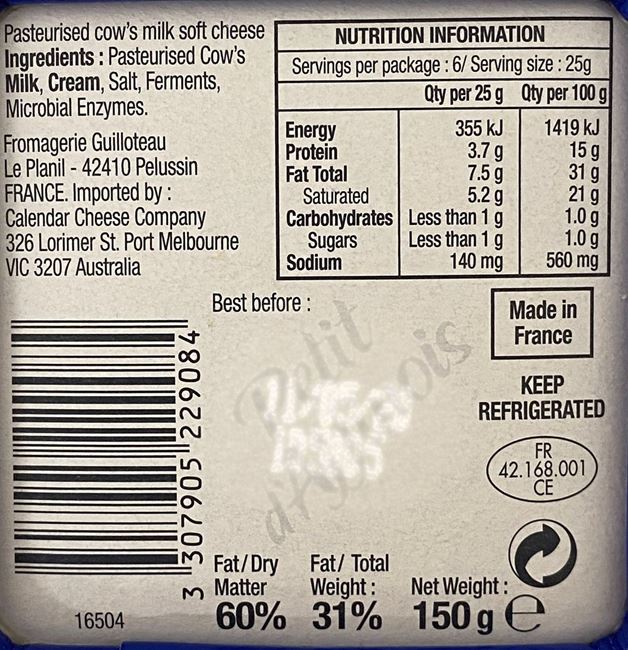 Pasteurised cow's milk soft cheese
Ingredients : Pasteurised Cow's
Milk, Cream, Salt, Ferments,
Microbial Enzymes.
Fromagerie Guilloteau
Le Planil - 42410 Pelussin
FRANCE. Imported by :
Calendar Cheese Company
326 Lorimer St. Port Melbourne
VIC 3207 Australia
NUTRITION INFORMATION
Servings per package : 6/ Serving size : 25g
Qty per 25 g Qty per 100 g
Energy 355 kJ 1419 kJ
Protein 3.7 g 15 g
Fat Total 7.5 g 31 g
Saturated 5.2 g 21 g
Carbohydrates Less than 1 g 1.0 g
Sugars Less than 1 g 1.0 g
Sodium 140 mg 560 mg
Best before :
Petit
Made in
France
KEEP
REFRIGERATED
FR
42.168.001
CE
3 307905 229084
16504
Fat/Dry
Matter
60%
Fat/ Total
Weight :
31%
Net Weight :
150 g e